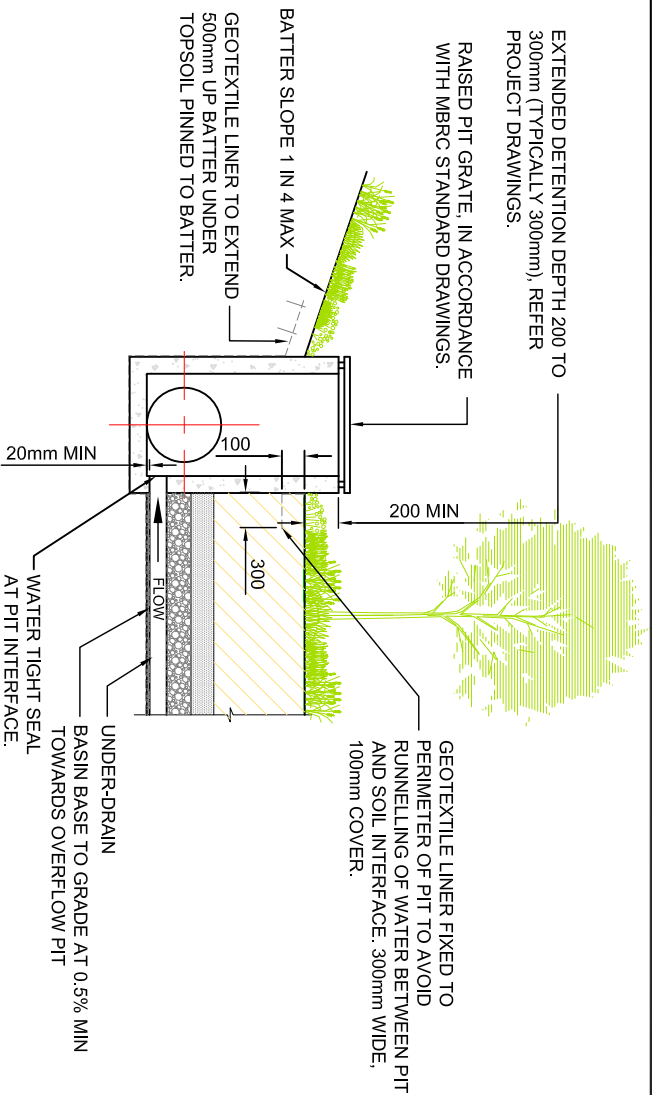 EXTENDED DETENTION DEPTH 200 TO
300mm (TYPICALLY 300mm), REFER
PROJECT DRAWINGS.
RAISED PIT GRATE, IN ACCORDANCE
WITH MBRC STANDARD DRAWINGS.
BATTER SLOPE 1 IN 4 MAX
GEOTEXTILE LINER TO EXTEND
500mm UP BATTER UNDER
TOPSOIL PINNED TO BATTER.
200 MIN
100
300
20mm MIN
FLOW
GEOTEXTILE LINER FIXED TO
PERIMETER OF PIT TO AVOID
RUNNELLING OF WATER BETWEEN PIT
AND SOIL INTERFACE. 300mm WIDE,
100mm COVER.
UNDER-DRAIN
BASIN BASE TO GRADE AT 0.5% MIN
TOWARDS OVERFLOW PIT
WATER TIGHT SEAL
AT PIT INTERFACE.